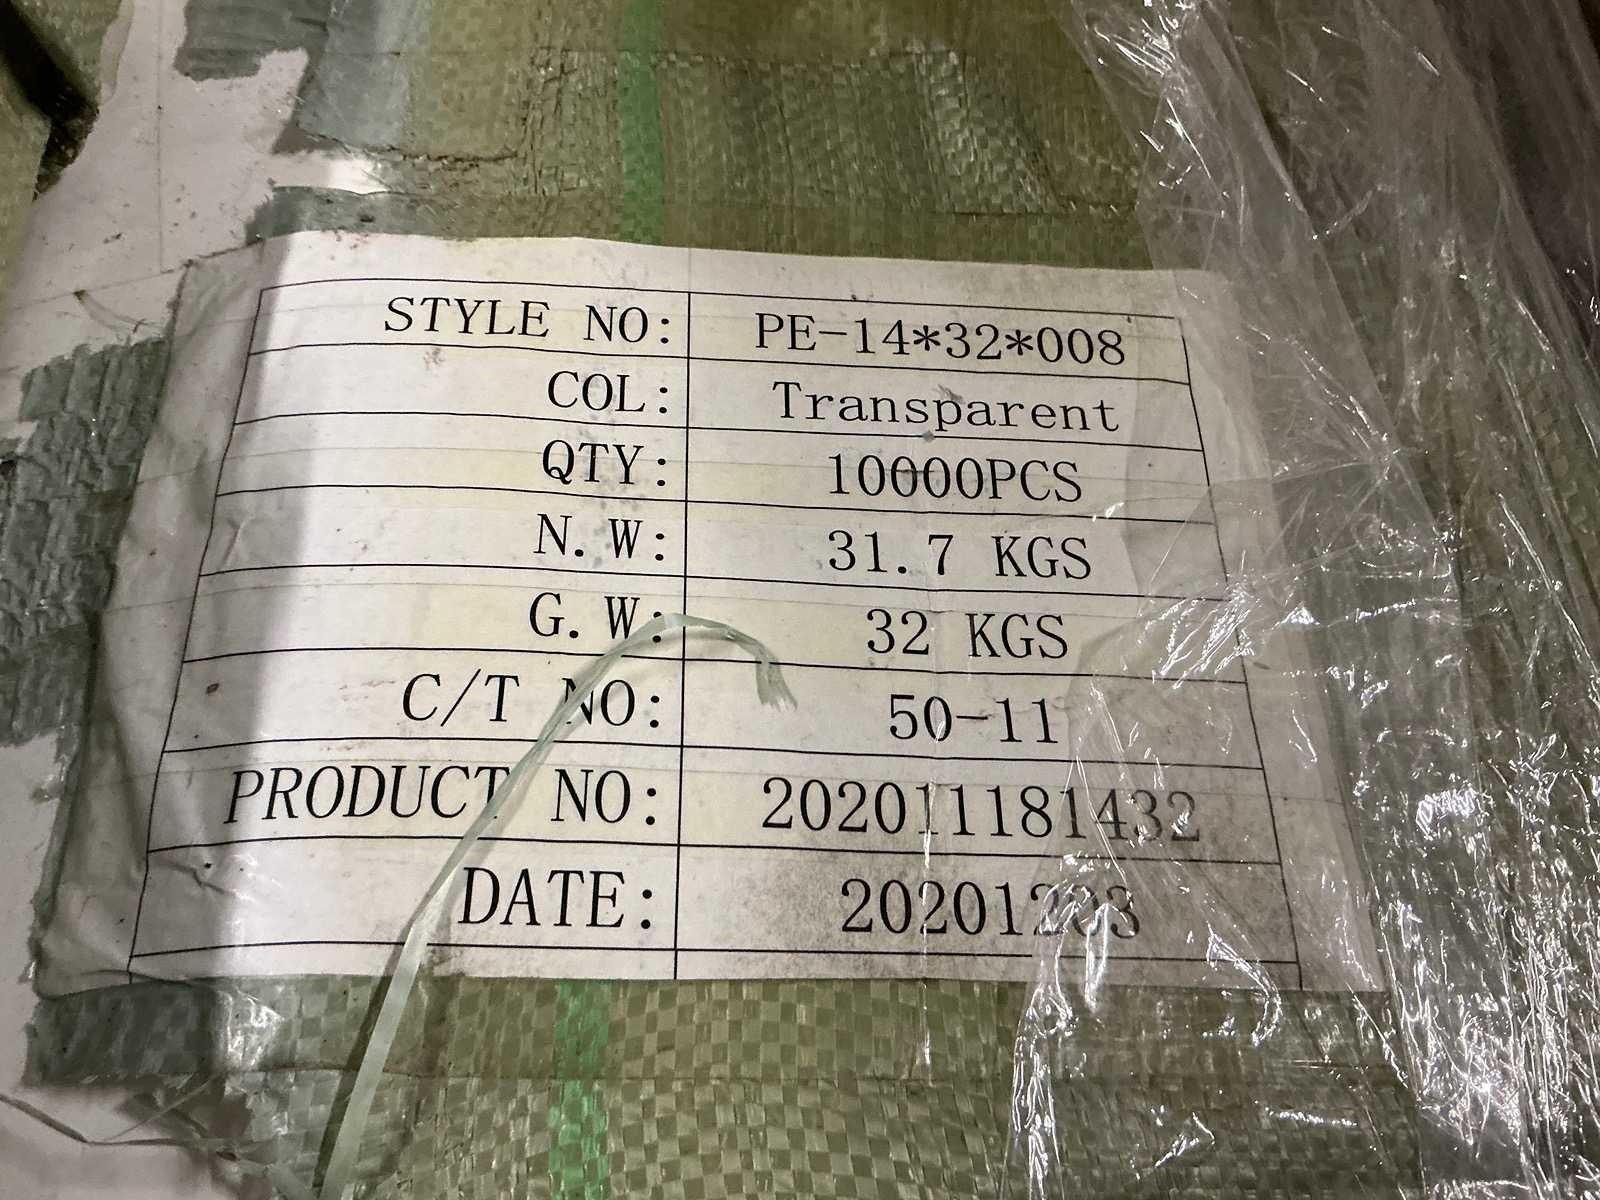 STYLE NO: PE-14*32*008
COL: Transparent
QTY: 10000PCS
N.W: 31.7 KGS
G.W: 32 KGS
C/T NO: 50-11
PRODUCT NO: 202011181432
DATE: 20201203